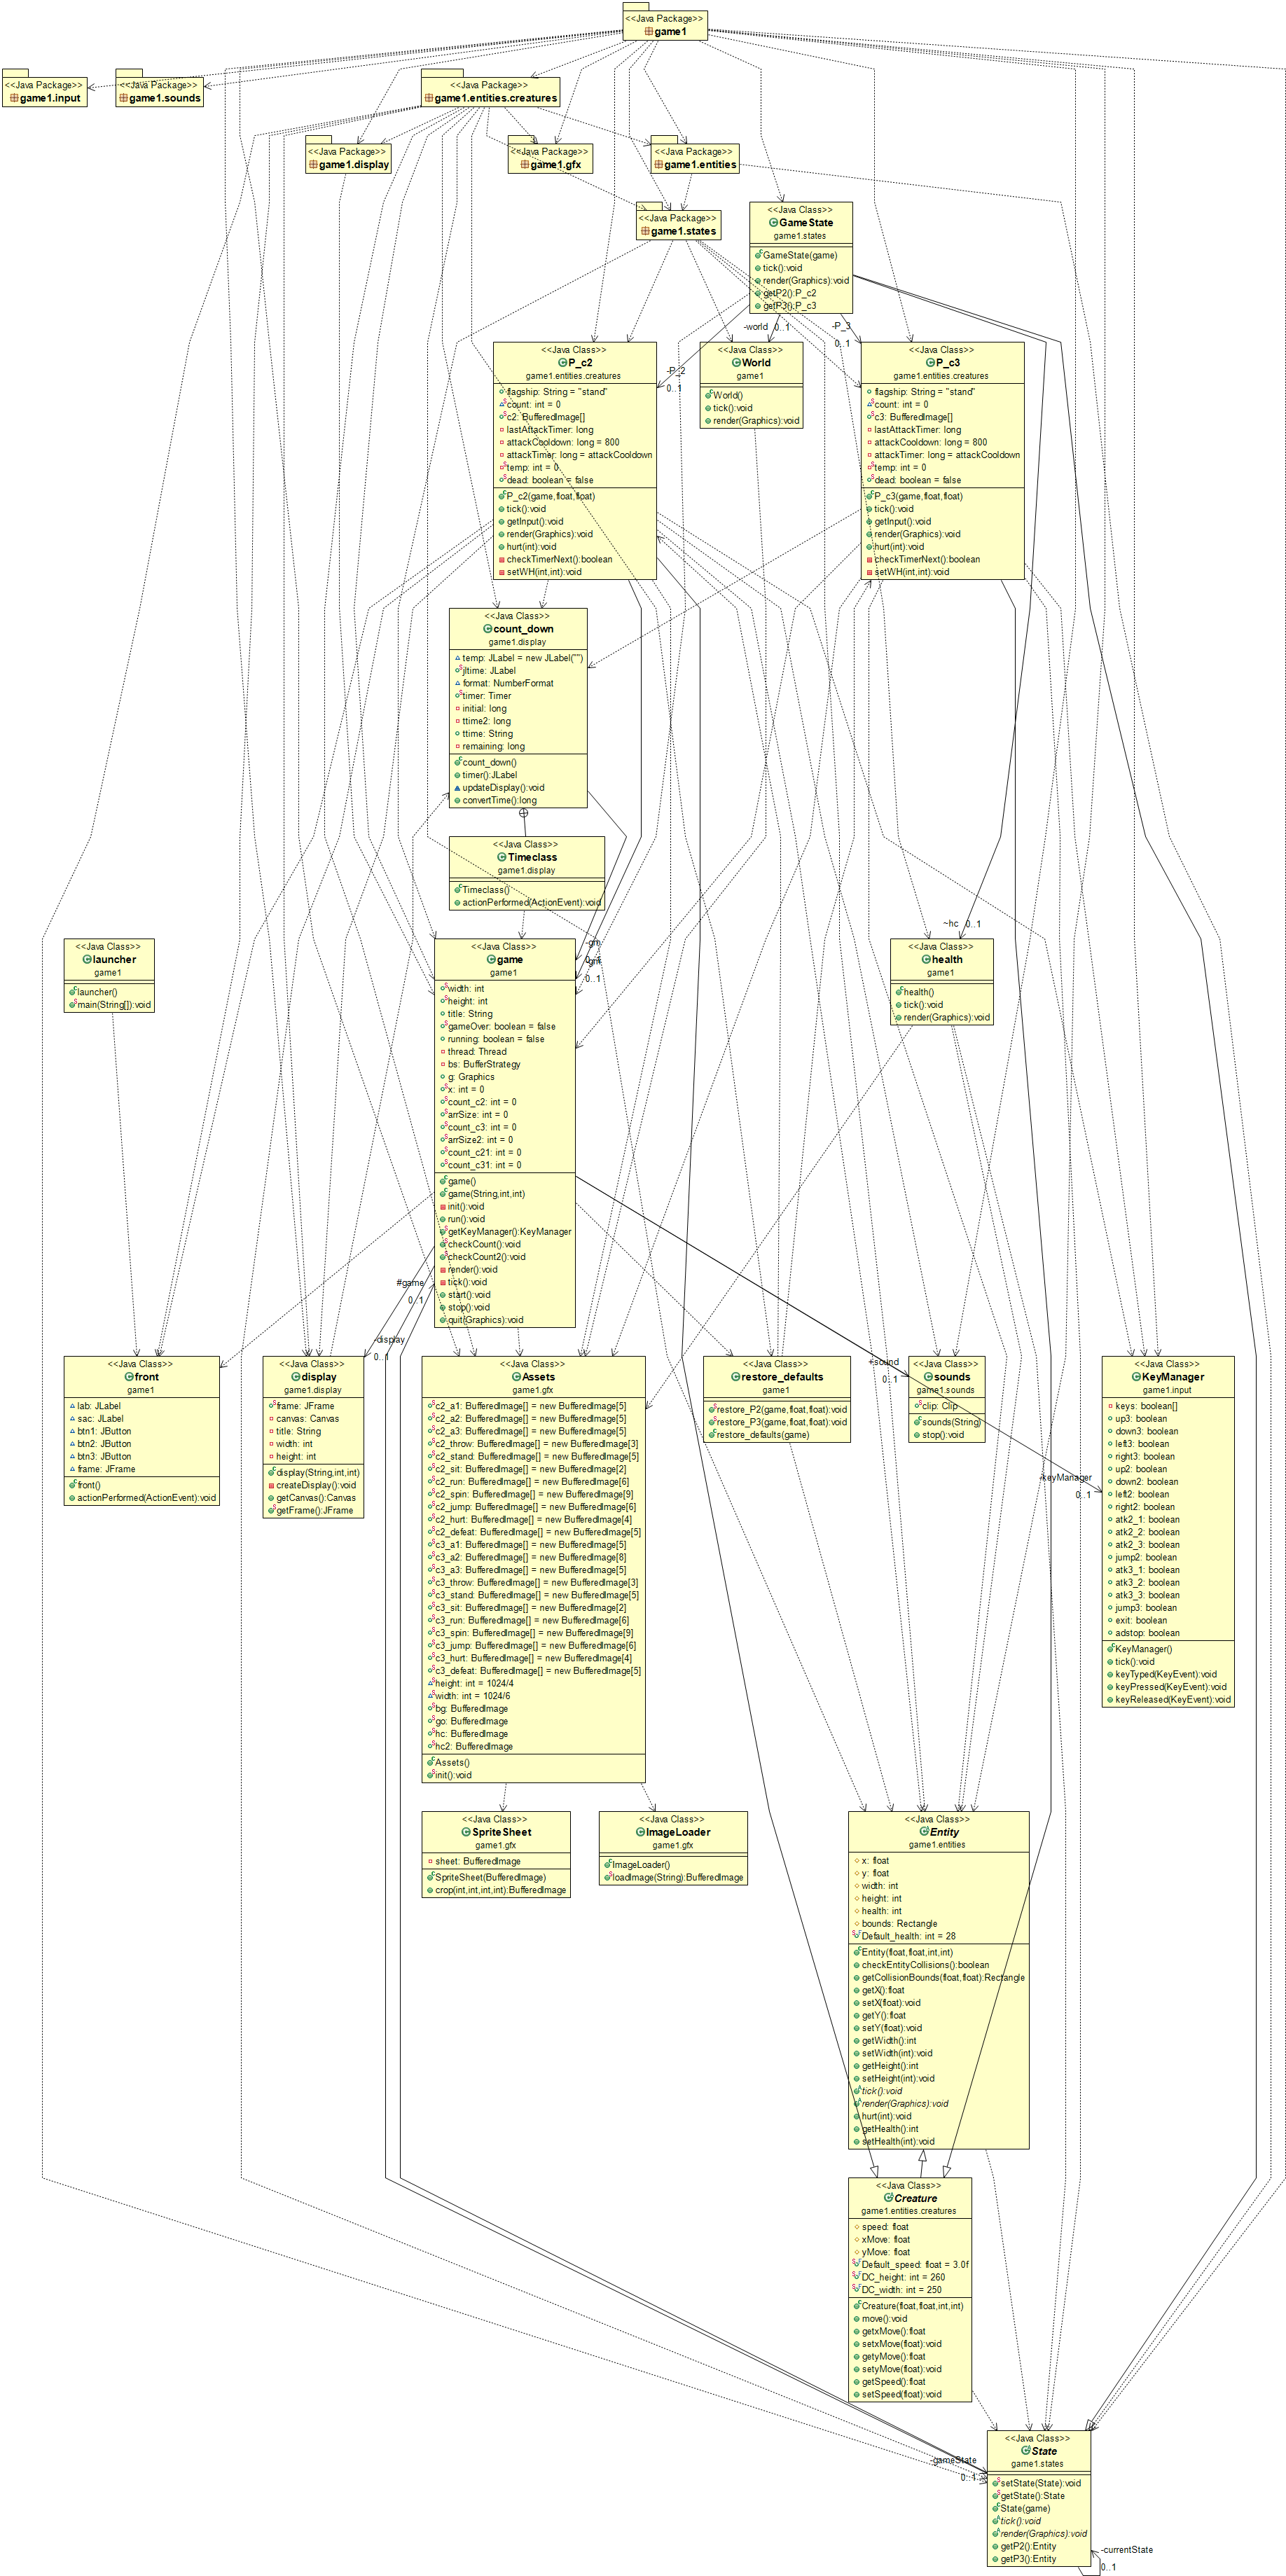 <<Java Package>>
game1
<<Java Package>>
game1.input
<<Java Package>>
game1.sounds
<<Java Package>>
game1.entities.creatures
<<Java Package>>
game1.display
<<Java Package>>
game1.gfx
<<Java Package>>
game1.entities
<<Java Package>>
game1.states
<<Java Class>>
GameState
game1.states
GameState(game)
tick():void
render(Graphics):void
getP2():P_c2
getP3():P_c3
-world
0..1
-P_3
0..1
-P_2
0..1
<<Java Class>>
P_c2
game1.entities.creatures
flagship: String = "stand"
count: int = 0
c2: BufferedImage[]
lastAttackTimer: long
attackCooldown: long = 800
attackTimer: long = attackCooldown
temp: int = 0
dead: boolean = false
P_c2(game,float,float)
tick():void
getInput():void
render(Graphics):void
hurt(int):void
checkTimerNext():boolean
setWH(int,int):void
<<Java Class>>
World
game1
World()
tick():void
render(Graphics):void
<<Java Class>>
P_c3
game1.entities.creatures
flagship: String = "stand"
count: int = 0
c3: BufferedImage[]
lastAttackTimer: long
attackCooldown: long = 800
attackTimer: long = attackCooldown
temp: int = 0
dead: boolean = false
P_c3(game,float,float)
tick():void
getInput():void
render(Graphics):void
hurt(int):void
checkTimerNext():boolean
setWH(int,int):void
<<Java Class>>
count_down
game1.display
temp: JLabel = new JLabel("")
jltime: JLabel
format: NumberFormat
timer: Timer
initial: long
ttime2: long
ttime: String
remaining: long
count_down()
timer():JLabel
updateDisplay():void
convertTime():long
<<Java Class>>
Timeclass
game1.display
Timeclass()
actionPerformed(ActionEvent):void
<<Java Class>>
launcher
game1
launcher()
main(String[]):void
<<Java Class>>
game
game1
width: int
height: int
title: String
gameOver: boolean = false
running: boolean = false
thread: Thread
bs: BufferStrategy
g: Graphics
x: int = 0
count_c2: int = 0
arrSize: int = 0
count_c3: int = 0
arrSize2: int = 0
count_c21: int = 0
count_c31: int = 0
game()
game(String,int,int)
init():void
run():void
getKeyManager():KeyManager
checkCount():void
checkCount2():void
render():void
tick():void
start():void
stop():void
quit(Graphics):void
-gm
0..1
~hc
0..1
<<Java Class>>
health
game1
health()
tick():void
render(Graphics):void
#game
0..1
-display
0..1
+sound
0..1
-keyManager
0..1
<<Java Class>>
front
game1
lab: JLabel
sac: JLabel
btn1: JButton
btn2: JButton
btn3: JButton
frame: JFrame
front()
actionPerformed(ActionEvent):void
<<Java Class>>
display
game1.display
frame: JFrame
canvas: Canvas
title: String
width: int
height: int
display(String,int,int)
createDisplay():void
getCanvas():Canvas
getFrame():JFrame
<<Java Class>>
Assets
game1.gfx
c2_a1: BufferedImage[] = new BufferedImage[5]
c2_a2: BufferedImage[] = new BufferedImage[5]
c2_a3: BufferedImage[] = new BufferedImage[5]
c2_throw: BufferedImage[] = new BufferedImage[3]
c2_stand: BufferedImage[] = new BufferedImage[5]
c2_sit: BufferedImage[] = new BufferedImage[2]
c2_run: BufferedImage[] = new BufferedImage[6]
c2_spin: BufferedImage[] = new BufferedImage[9]
c2_jump: BufferedImage[] = new BufferedImage[6]
c2_hurt: BufferedImage[] = new BufferedImage[4]
c2_defeat: BufferedImage[] = new BufferedImage[5]
c3_a1: BufferedImage[] = new BufferedImage[5]
c3_a2: BufferedImage[] = new BufferedImage[8]
c3_a3: BufferedImage[] = new BufferedImage[5]
c3_throw: BufferedImage[] = new BufferedImage[3]
c3_stand: BufferedImage[] = new BufferedImage[5]
c3_sit: BufferedImage[] = new BufferedImage[2]
c3_run: BufferedImage[] = new BufferedImage[6]
c3_spin: BufferedImage[] = new BufferedImage[9]
c3_jump: BufferedImage[] = new BufferedImage[6]
c3_hurt: BufferedImage[] = new BufferedImage[4]
c3_defeat: BufferedImage[] = new BufferedImage[5]
height: int = 1024/4
width: int = 1024/6
bg: BufferedImage
go: BufferedImage
hc: BufferedImage
hc2: BufferedImage
Assets()
init():void
<<Java Class>>
restore_defaults
game1
restore_P2(game,float,float):void
restore_P3(game,float,float):void
restore_defaults(game)
<<Java Class>>
sounds
game1.sounds
clip: Clip
sounds(String)
stop():void
<<Java Class>>
KeyManager
game1.input
keys: boolean[]
up3: boolean
down3: boolean
left3: boolean
right3: boolean
up2: boolean
down2: boolean
left2: boolean
right2: boolean
atk2_1: boolean
atk2_2: boolean
atk2_3: boolean
jump2: boolean
atk3_1: boolean
atk3_2: boolean
atk3_3: boolean
jump3: boolean
exit: boolean
adstop: boolean
KeyManager()
tick():void
keyTyped(KeyEvent):void
keyPressed(KeyEvent):void
keyReleased(KeyEvent):void
<<Java Class>>
SpriteSheet
game1.gfx
sheet: BufferedImage
SpriteSheet(BufferedImage)
crop(int,int,int,int):BufferedImage
<<Java Class>>
ImageLoader
game1.gfx
ImageLoader()
loadImage(String):BufferedImage
<<Java Class>>
Entity
game1.entities
x: float
y: float
width: int
height: int
health: int
bounds: Rectangle
Default_health: int = 28
Entity(float,float,int,int)
checkEntityCollisions():boolean
getCollisionBounds(float,float):Rectangle
getX():float
setX(float):void
getY():float
setY(float):void
getWidth():int
setWidth(int):void
getHeight():int
setHeight(int):void
tick():void
render(Graphics):void
hurt(int):void
getHealth():int
setHealth(int):void
<<Java Class>>
Creature
game1.entities.creatures
speed: float
xMove: float
yMove: float
Default_speed: float = 3.0f
DC_height: int = 260
DC_width: int = 250
Creature(float,float,int,int)
move():void
getxMove():float
setxMove(float):void
getyMove():float
setyMove(float):void
getSpeed():float
setSpeed(float):void
-gameState
0..1
<<Java Class>>
State
game1.states
setState(State):void
getState():State
State(game)
tick():void
render(Graphics):void
getP2():Entity
getP3():Entity
-currentState
0..1